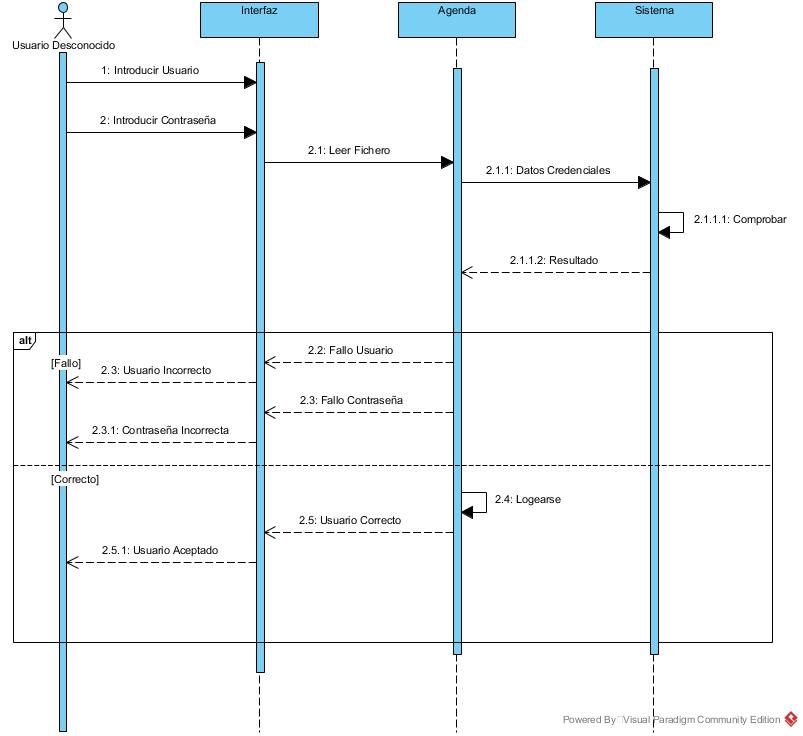 Interfaz
Agenda
Sistema
Usuario Desconocido
1: Introducir Usuario
2: Introducir Contraseña
2.1: Leer Fichero
2.1.1: Datos Credenciales
2.1.1.1: Comprobar
2.1.1.2: Resultado
alt
[Fallo]
2.2: Fallo Usuario
2.3: Usuario Incorrecto
2.3: Fallo Contraseña
2.3.1: Contraseña Incorrecta
[Correcto]
2.4: Logearse
2.5: Usuario Correcto
2.5.1: Usuario Aceptado
Powered By Visual Paradigm Community Edition